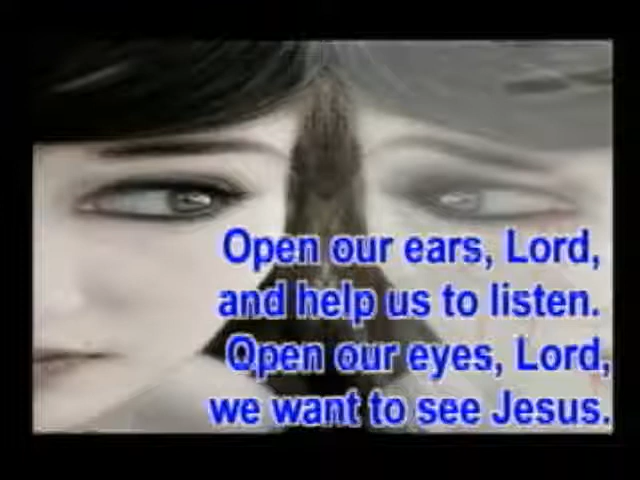 Open our ears, Lord,
and help us to listen.
Open our eyes, Lord,
we want to see Jesus.